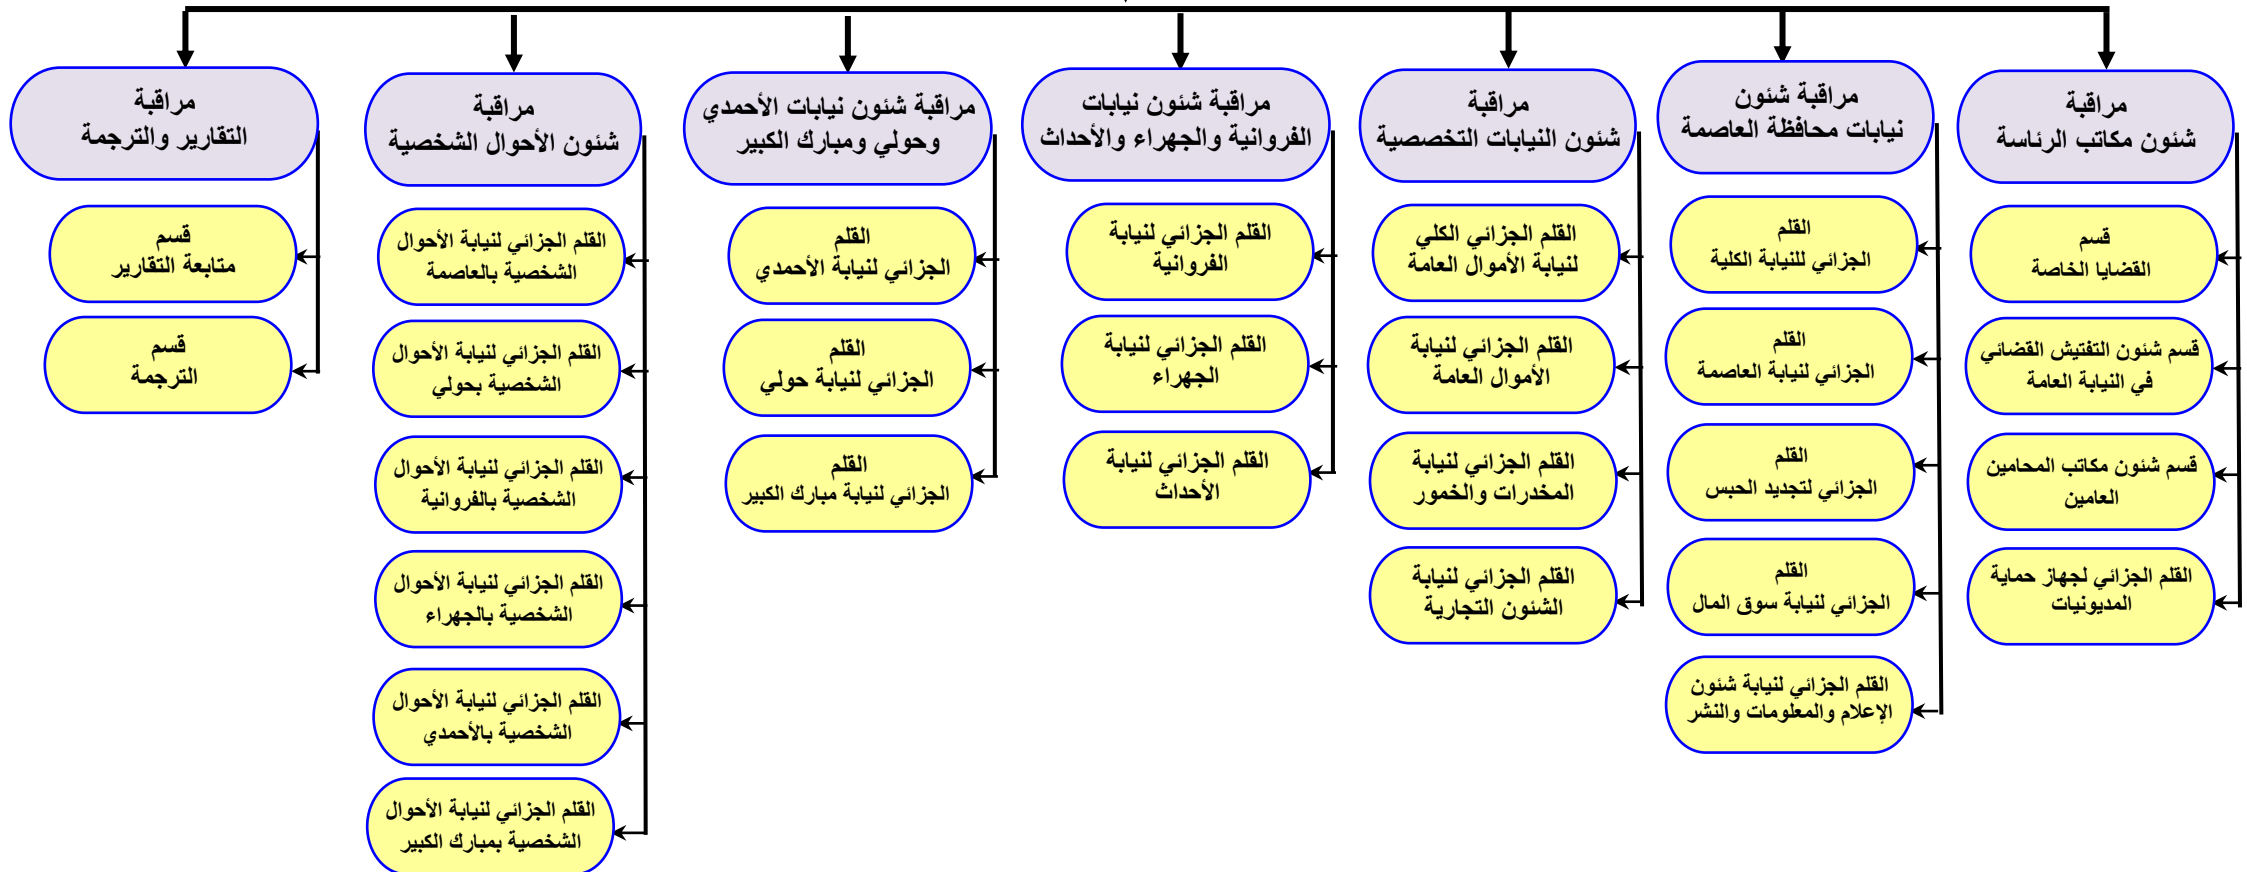 مراقبة
شئون مكاتب الرئاسة
قسم
القضايا الخاصة
قسم شئون التفتيش القضائي
في النيابة العامة
قسم شئون مكاتب المحامين
العامين
القلم الجزائي لجهاز حماية
المديونيات
مراقبة شئون
نيابات محافظة العاصمة
القلم
الجزائي للنيابة الكلية
القلم
الجزائي لنيابة العاصمة
القلم
الجزائي لتجديد الحبس
القلم
الجزائي لنيابة سوق المال
القلم الجزائي لنيابة شئون
الإعلام والمعلومات والنشر
مراقبة
شئون النيابات التخصصية
القلم الجزائي الكلي
لنيابة الأموال العامة
القلم الجزائي لنيابة
الأموال العامة
القلم الجزائي لنيابة
المخدرات والخمور
القلم الجزائي لنيابة
الشئون التجارية
مراقبة شئون نيابات
الفروانية والجهراء والأحداث
القلم الجزائي لنيابة
الفروانية
القلم الجزائي لنيابة
الجهراء
القلم الجزائي لنيابة
الأحداث
مراقبة شئون نيابات الأحمدي
وحولي ومبارك الكبير
القلم
الجزائي لنيابة الأحمدي
القلم
الجزائي لنيابة حولي
القلم
الجزائي لنيابة مبارك الكبير
مراقبة
شئون الأحوال الشخصية
القلم الجزائي لنيابة الأحوال
الشخصية بالعاصمة
القلم الجزائي لنيابة الأحوال
الشخصية بحولي
القلم الجزائي لنيابة الأحوال
الشخصية بالفروانية
القلم الجزائي لنيابة الأحوال
الشخصية بالجهراء
القلم الجزائي لنيابة الأحوال
الشخصية بالأحمدي
القلم الجزائي لنيابة الأحوال
الشخصية بمبارك الكبير
مراقبة
التقارير والترجمة
قسم
متابعة التقارير
قسم
الترجمة